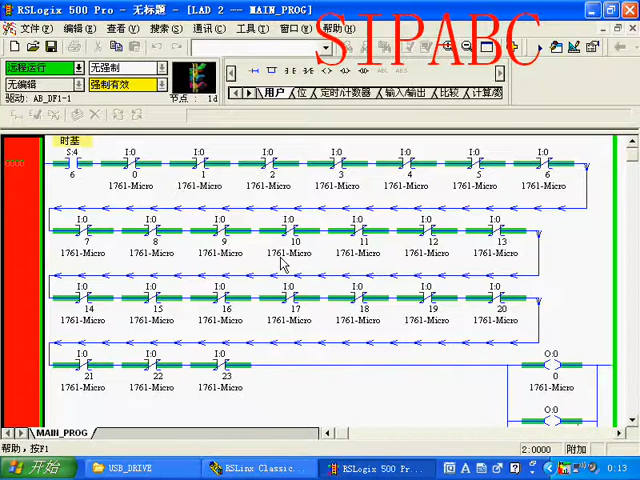 RSLogix 500 Pro - 无标题 - [LAD 2 -- MAIN_PROG]
SIPABC
文件(F) 编辑(E) 查看(V) 搜索(S) 通讯(C) 工具(T) 窗口(W) 帮助(H)
远程运行 无强制
无编辑 强制有效
驱动: AB_DF1-1 节点: 1d
用户 位 定时/计数器 输入/输出 比较
时基
0000
S:4 I:0 I:0 I:0 I:0 I:0 I:0 I:0
6 0 1 2 3 4 5 6
1761-Micro 1761-Micro 1761-Micro 1761-Micro 1761-Micro 1761-Micro 1761-Micro
I:0 I:0 I:0 I:0 I:0 I:0 I:0
7 8 9 10 11 12 13
1761-Micro 1761-Micro 1761-Micro 1761-Micro 1761-Micro 1761-Micro 1761-Micro
I:0 I:0 I:0 I:0 I:0 I:0 I:0
14 15 16 17 18 19 20
1761-Micro 1761-Micro 1761-Micro 1761-Micro 1761-Micro 1761-Micro 1761-Micro
I:0 I:0 I:0 O:0
21 22 23 0
1761-Micro 1761-Micro 1761-Micro 1761-Micro
O:0
MAIN_PROG
帮助, 按F1 2:0000 附加
开始 USB_DRIVE RSLinx Classic... RSLogix 500 Pr... 0:13